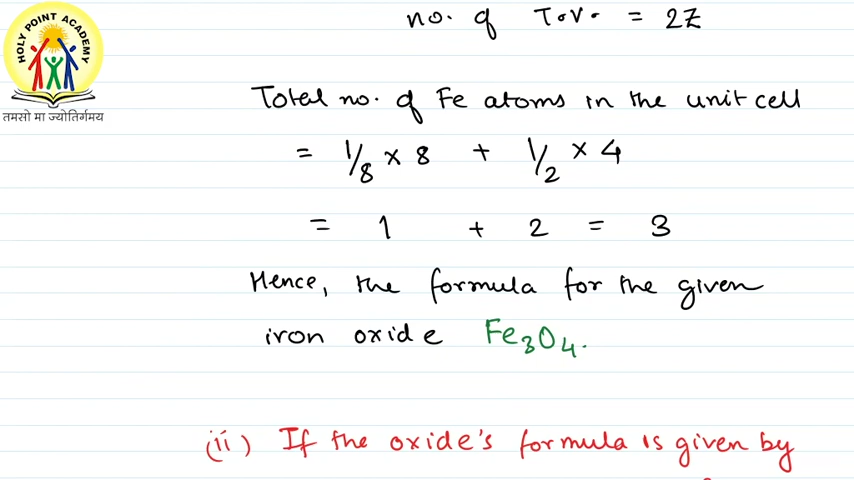 HOLY POINT ACADEMY
तमसो मा ज्योतिर्गमय
no. of T.V. = 2Z
Total no. of Fe atoms in the unit cell
= 1/8 × 8 + 1/2 × 4
= 1 + 2 = 3
Hence, the formula for the given
iron oxide Fe₃O₄.
(ii) If the oxide's formula is given by